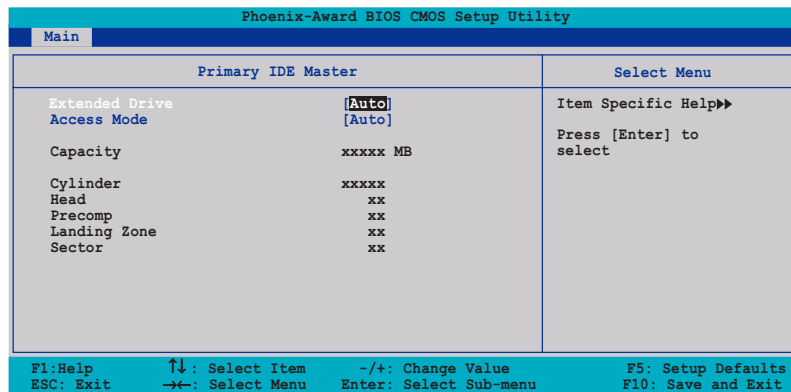 Phoenix-Award BIOS CMOS Setup Utility
Main
Primary IDE Master
Select Menu
Extended Drive [Auto]
Access Mode [Auto]
Capacity xxxxx MB
Cylinder xxxxx
Head xx
Precomp xx
Landing Zone xx
Sector xx
Item Specific Help▶▶
Press [Enter] to
select
F1:Help ↑↓: Select Item -/+: Change Value F5: Setup Defaults
ESC: Exit →←: Select Menu Enter: Select Sub-menu F10: Save and Exit